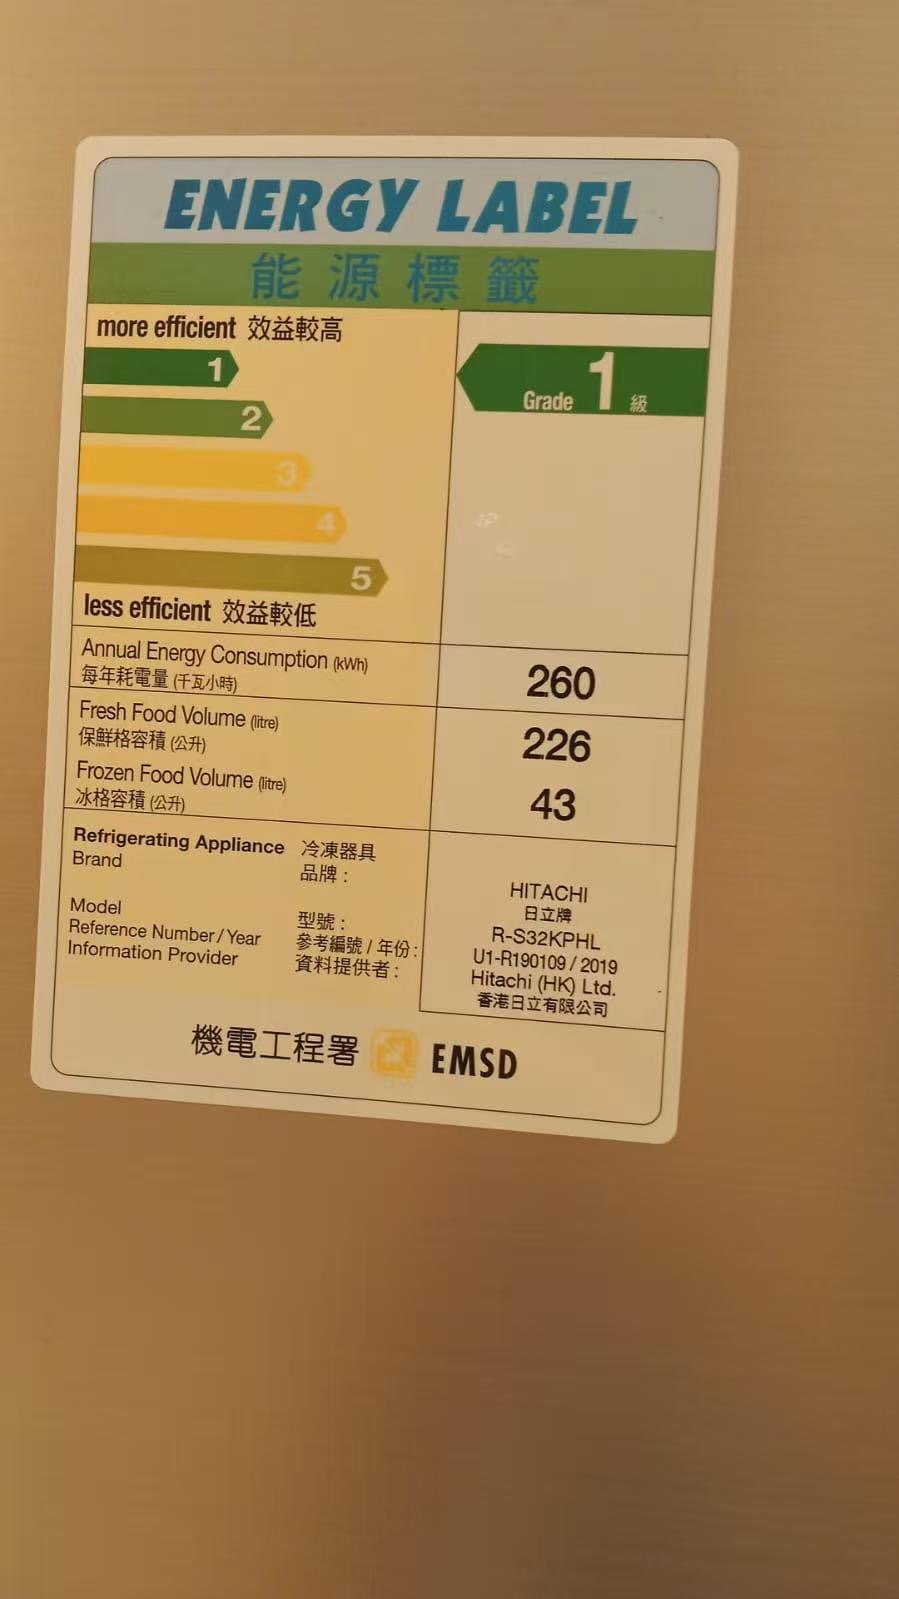 ENERGY LABEL
能源標籤
more efficient 效益較高
1
Grade 1 級
2
3
4
5
less efficient 效益較低
Annual Energy Consumption (kWh)
每年耗電量 (千瓦小時)
260
Fresh Food Volume (litre)
保鮮格容積 (公升)
226
Frozen Food Volume (litre)
冰格容積 (公升)
43
Refrigerating Appliance 冷凍器具
Brand 品牌 :
HITACHI
日立牌
Model 型號 :
R-S32KPHL
Reference Number / Year 參考編號 / 年份 :
U1-R190109 / 2019
Information Provider 資料提供者 :
Hitachi (HK) Ltd.
香港日立有限公司
機電工程署 EMSD